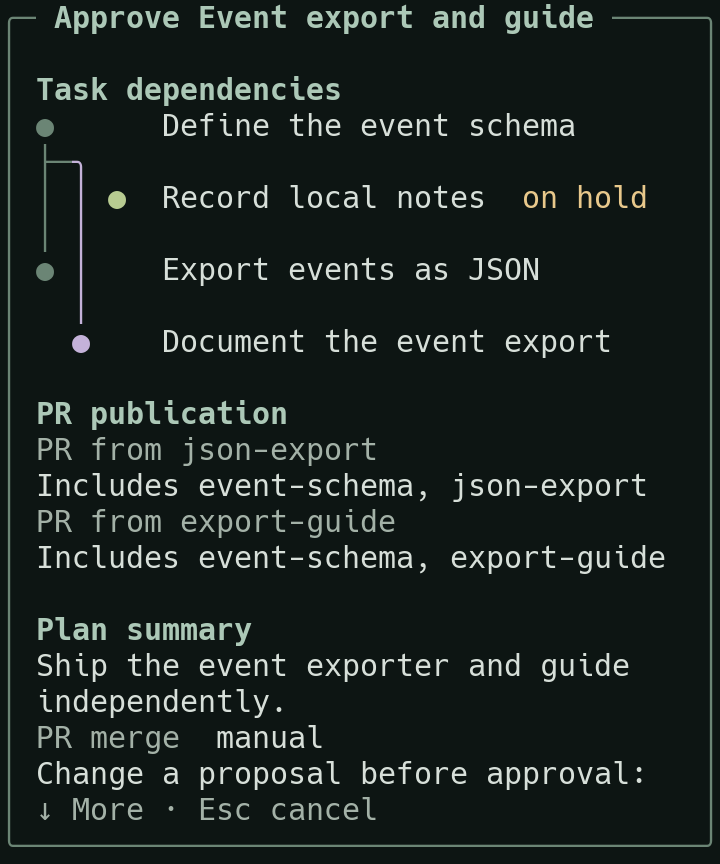 Approve Event export and guide
Task dependencies
Define the event schema
Record local notes  on hold
Export events as JSON
Document the event export
PR publication
PR from json-export
Includes event-schema, json-export
PR from export-guide
Includes event-schema, export-guide
Plan summary
Ship the event exporter and guide
independently.
PR merge  manual
Change a proposal before approval:
↓ More · Esc cancel